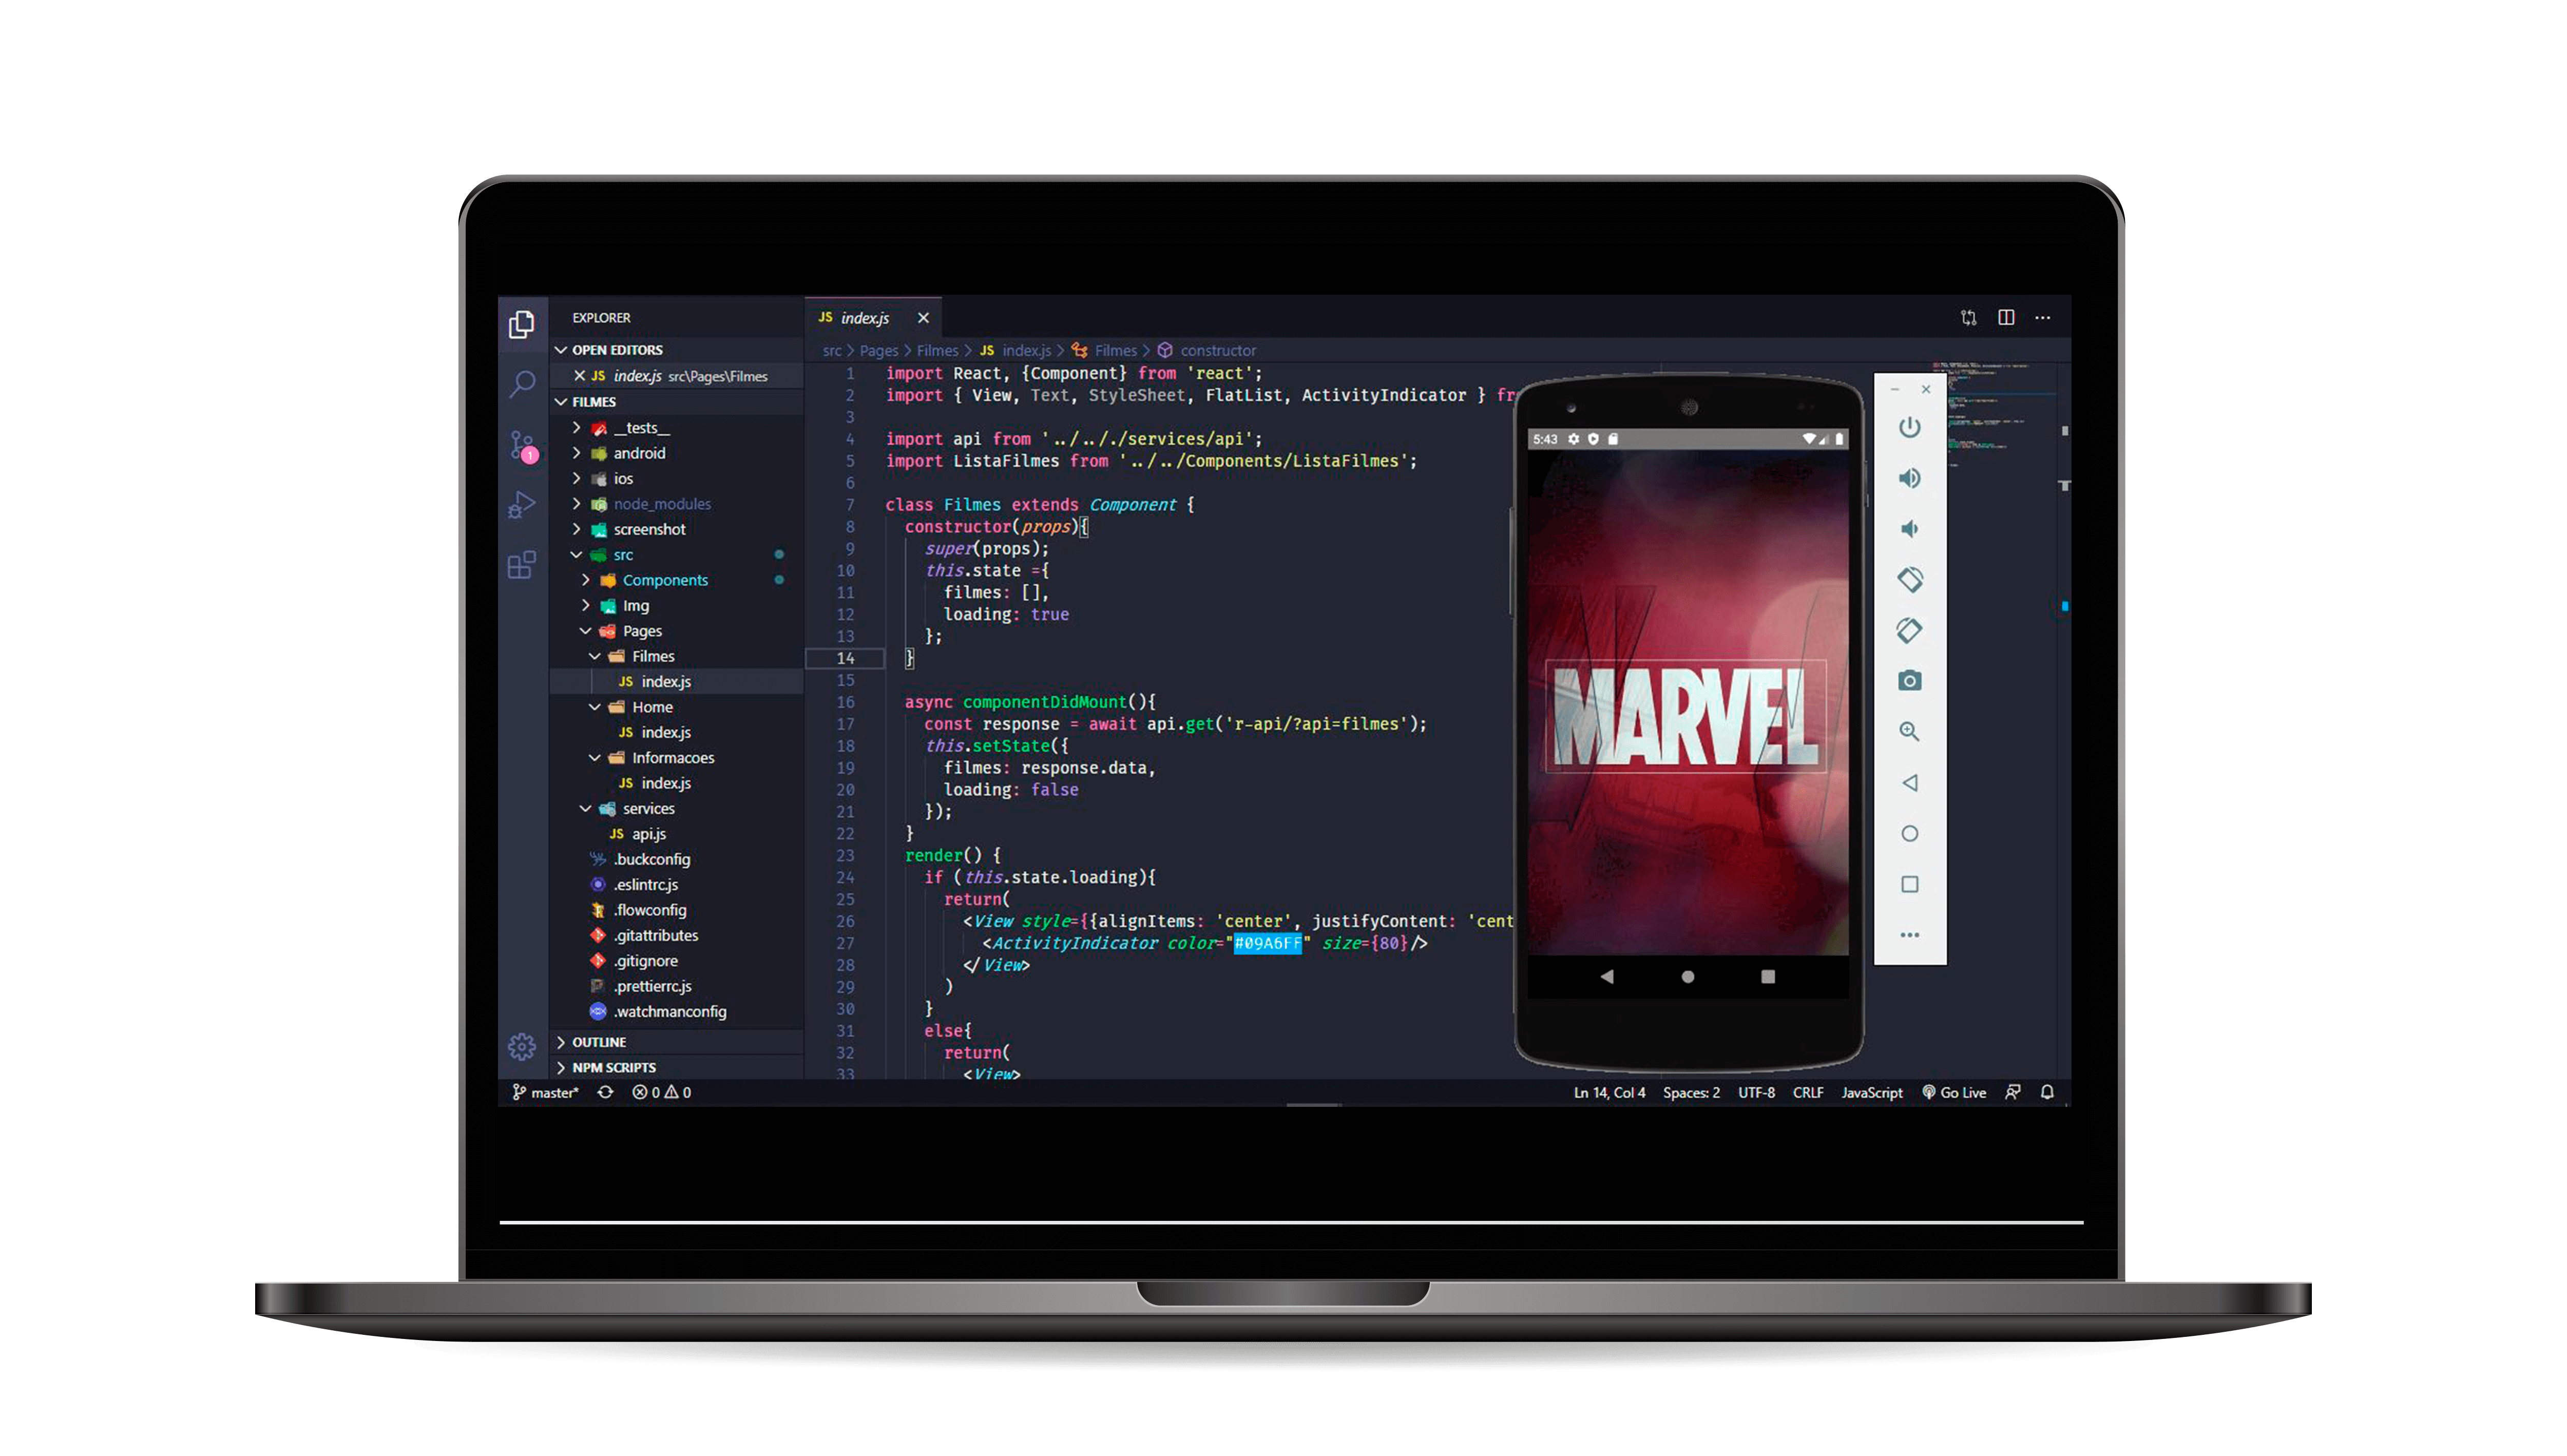 EXPLORER
OPEN EDITORS
JS index.js src\Pages\Filmes
FILMES
__tests__
android
ios
node_modules
screenshot
src
Components
Img
Pages
Filmes
JS index.js
Home
JS index.js
Informacoes
JS index.js
services
JS api.js
.buckconfig
.eslintrc.js
.flowconfig
.gitattributes
.gitignore
.prettierrc.js
.watchmanconfig
OUTLINE
NPM SCRIPTS
1
JS index.js
src > Pages > Filmes > JS index.js > Filmes > constructor
1 import React, {Component} from 'react';
2 import { View, Text, StyleSheet, FlatList, ActivityIndicator } fr
3
4 import api from '../.././services/api';
5 import ListaFilmes from '../../Components/ListaFilmes';
6
7 class Filmes extends Component {
8 constructor(props){
9 super(props);
10 this.state ={
11 filmes: [],
12 loading: true
13 };
14 }
15
16 async componentDidMount(){
17 const response = await api.get('r-api/?api=filmes');
18 this.setState({
19 filmes: response.data,
20 loading: false
21 });
22 }
23 render() {
24 if (this.state.loading){
25 return(
26 <View style={{alignItems: 'center', justifyContent: 'cent
27 <ActivityIndicator color="#09A6FF" size={80}/>
28 </View>
29 )
30 }
31 else{
32 return(
33 <View>
5:43
MARVEL
master* 0 0
Ln 14, Col 4 Spaces: 2 UTF-8 CRLF JavaScript Go Live